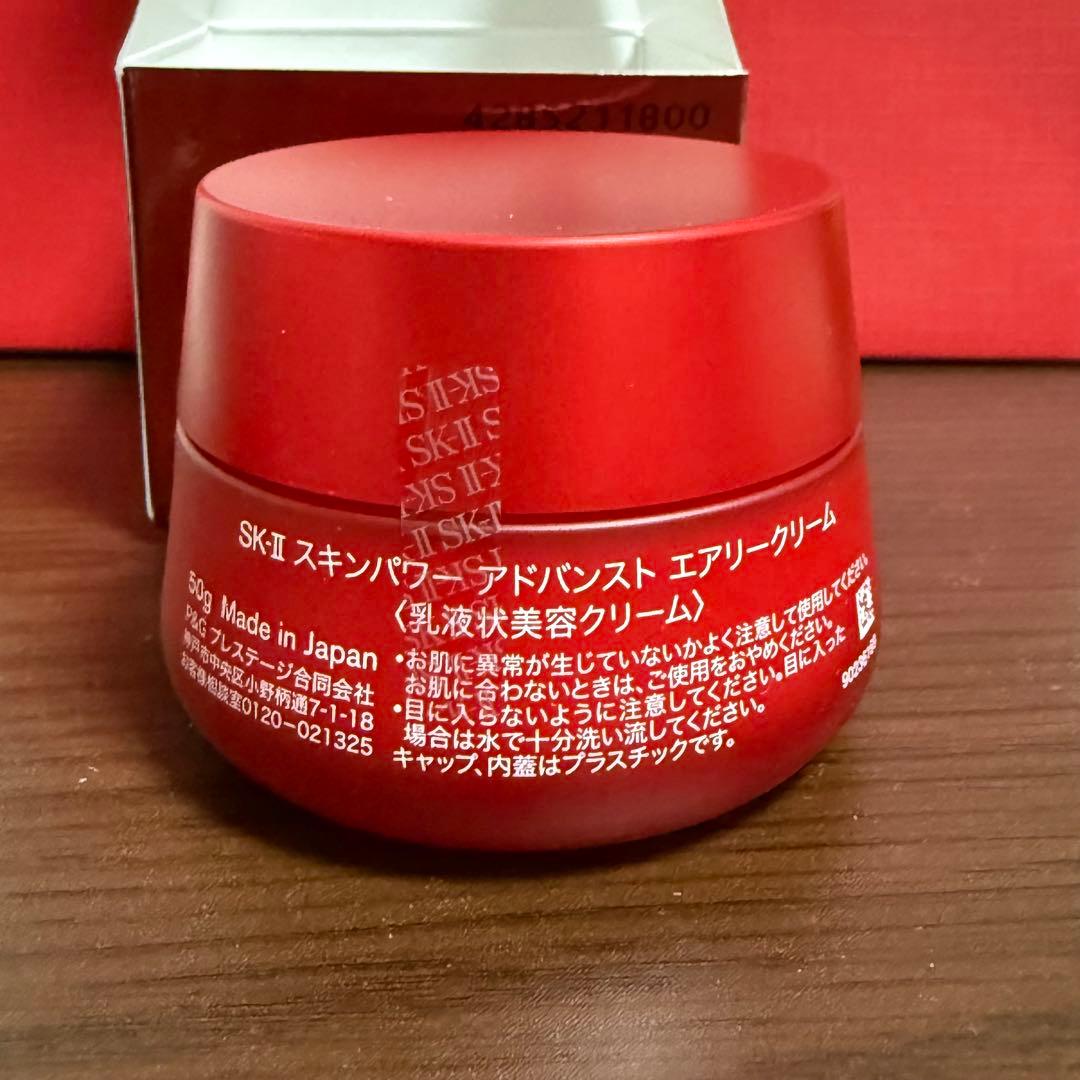 4285211800
SK-II S
SK-II スキンパワー アドバンスト エアリークリーム
〈乳液状美容クリーム〉
50g Made in Japan
P&G プレステージ合同会社
神戸市中央区小野柄通7-1-18
お客様相談室0120-021325
・お肌に異常が生じていないかよく注意して使用してください。
お肌に合わないときは、ご使用をおやめください。
・目に入らないように注意してください。目に入った
場合は水で十分洗い流してください。
キャップ、内蓋はプラスチックです。